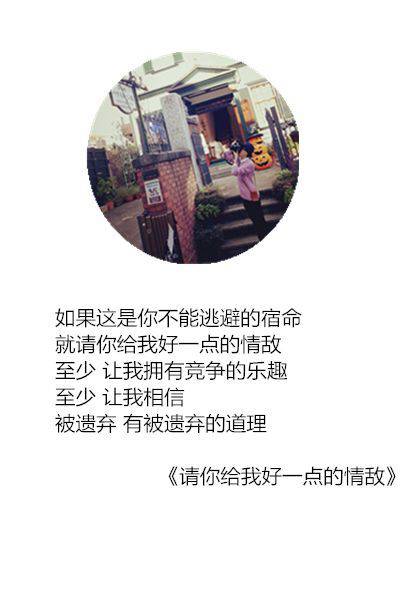 如果这是你不能逃避的宿命
就请你给我好一点的情敌
至少 让我拥有竞争的乐趣
至少 让我相信
被遗弃 有被遗弃的道理
《请你给我好一点的情敌》